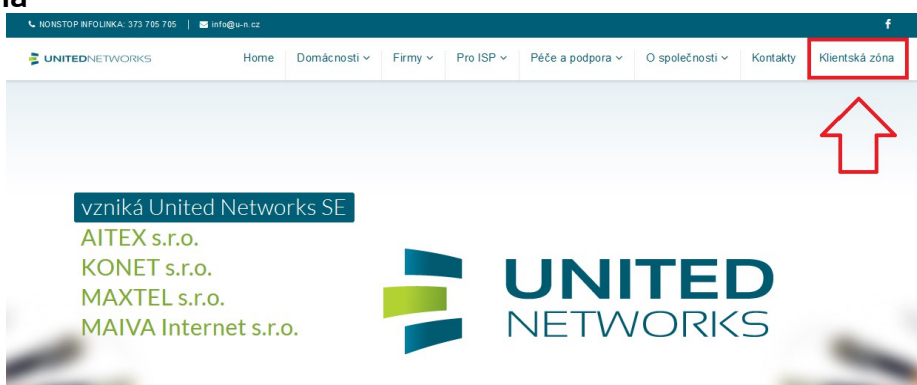 NONSTOP INFOLINKA: 373 705 705 | info@u-n.cz
UNITEDNETWORKS Home Domácnosti Firmy Pro ISP Péče a podpora O společnosti Kontakty Klientská zóna
vzniká United Networks SE
AITEX s.r.o.
KONET s.r.o.
MAXTEL s.r.o.
MAIVA Internet s.r.o.
UNITED
NETWORKS